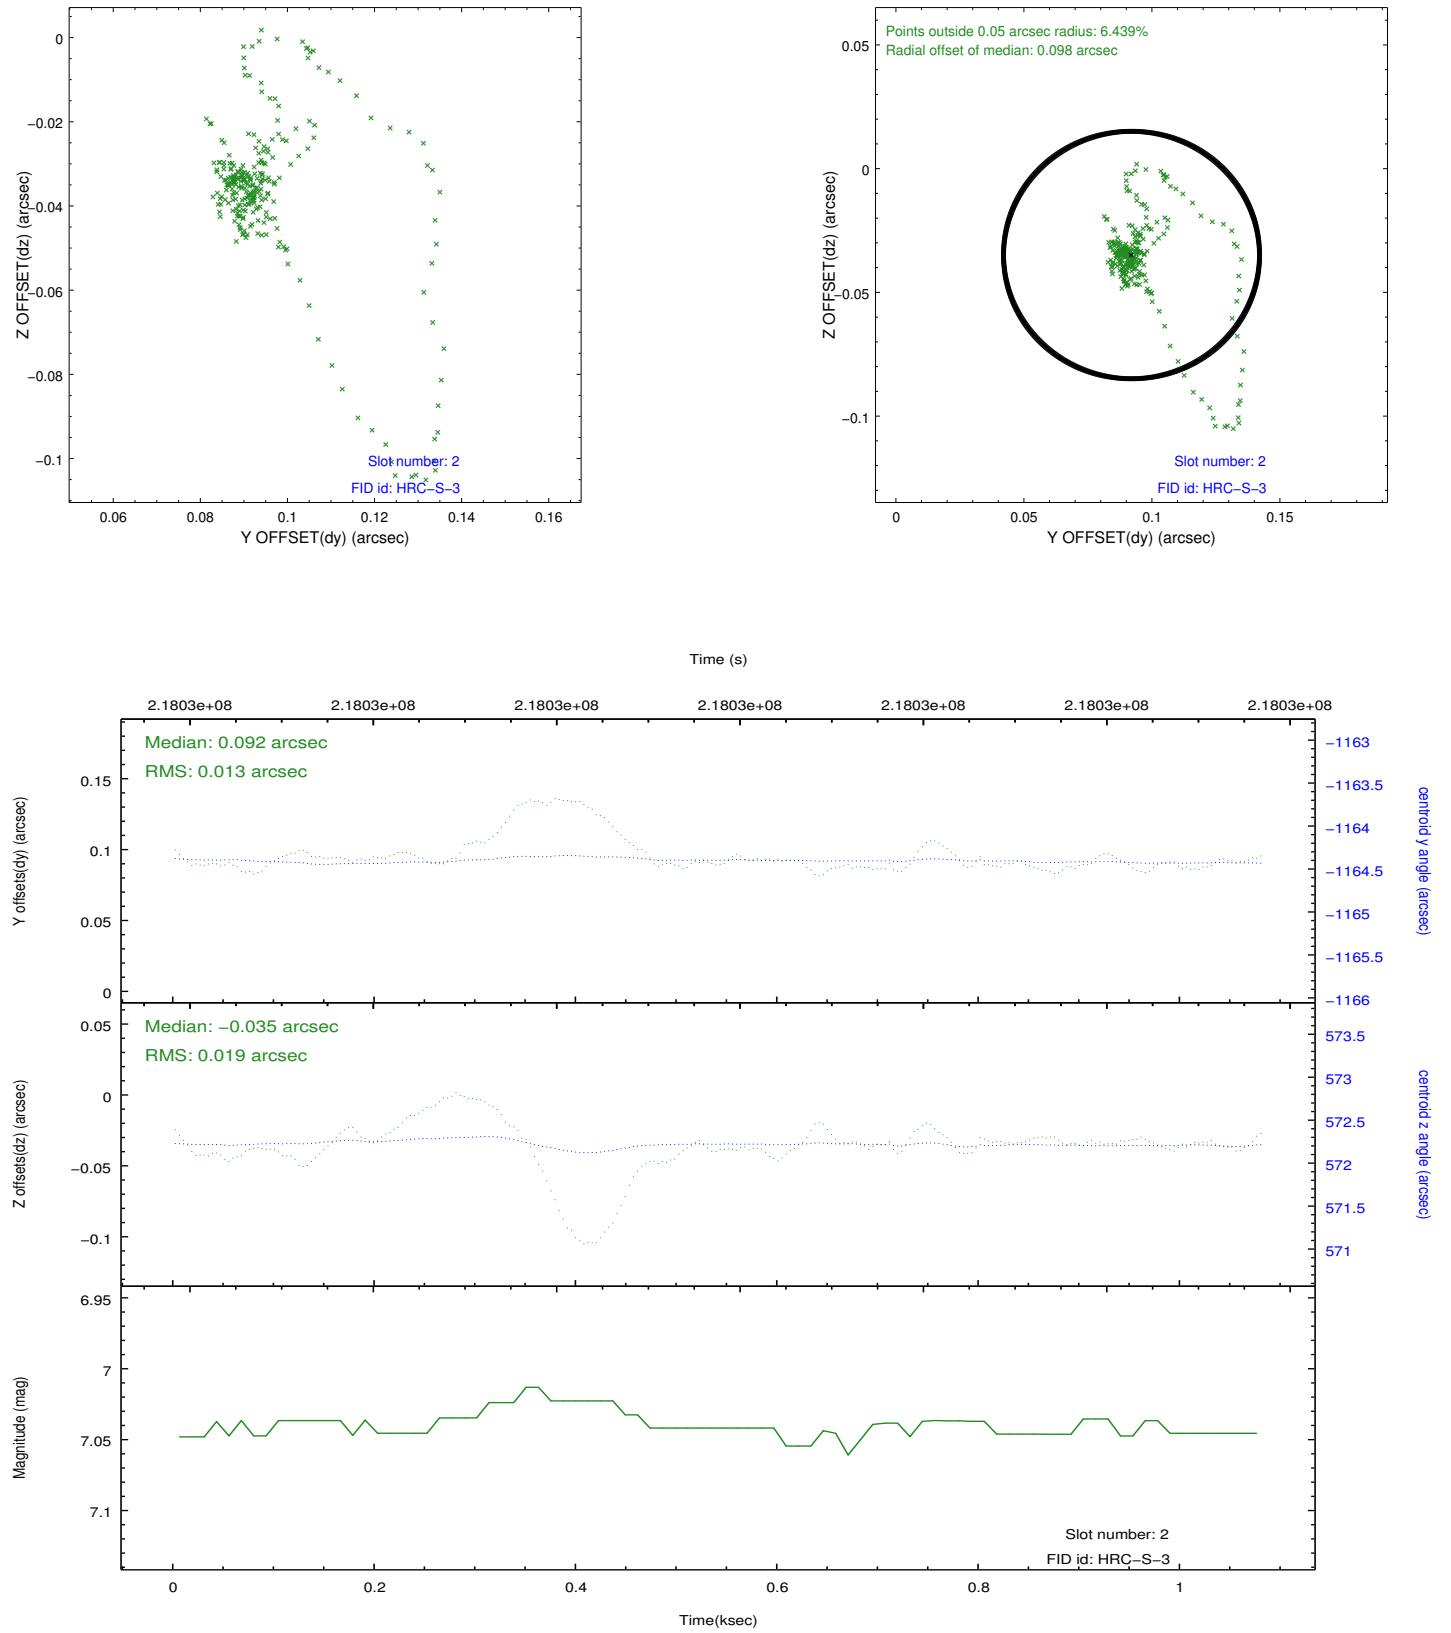 0
−0.02
−0.04
−0.06
−0.08
−0.1
Z OFFSET(dz) (arcsec)
Slot number: 2
FID id: HRC−S−3
0.06
0.08
0.1
0.12
0.14
0.16
Y OFFSET(dy) (arcsec)
Points outside 0.05 arcsec radius: 6.439%
Radial offset of median: 0.098 arcsec
0.05
0
−0.05
−0.1
Z OFFSET(dz) (arcsec)
Slot number: 2
FID id: HRC−S−3
0
0.05
0.1
0.15
Y OFFSET(dy) (arcsec)
Time (s)
2.1803e+08
2.1803e+08
2.1803e+08
2.1803e+08
2.1803e+08
2.1803e+08
2.1803e+08
Median: 0.092 arcsec
RMS: 0.013 arcsec
0.15
0.1
0.05
0
Y offsets(dy) (arcsec)
−1163
−1163.5
−1164
−1164.5
−1165
−1165.5
−1166
centroid y angle (arcsec)
Median: −0.035 arcsec
RMS: 0.019 arcsec
0.05
0
−0.05
−0.1
Z offsets(dz) (arcsec)
573.5
573
572.5
572
571.5
571
centroid z angle (arcsec)
6.95
7
7.05
7.1
Magnitude (mag)
Slot number: 2
FID id: HRC−S−3
0
0.2
0.4
0.6
0.8
1
Time(ksec)